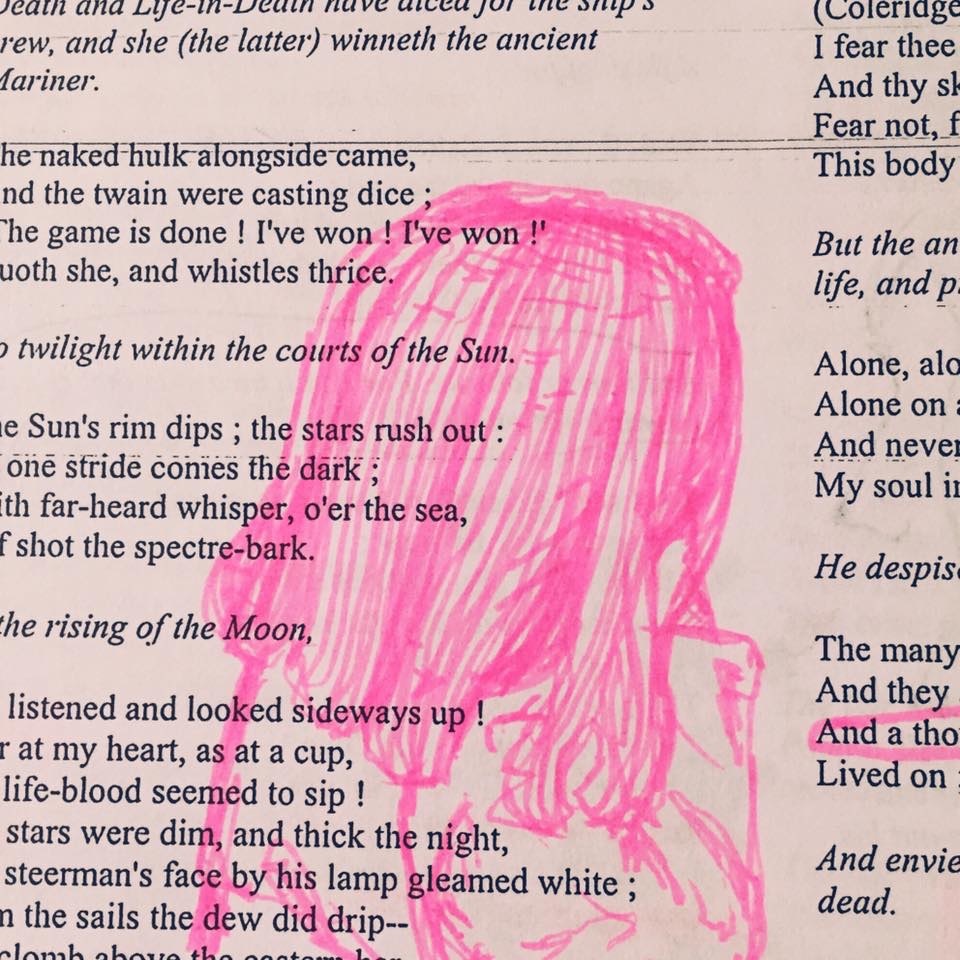 Death and Life-in-Death have diced for the ship's
rew, and she (the latter) winneth the ancient
Mariner.
he naked hulk alongside came,
nd the twain were casting dice ;
The game is done ! I've won ! I've won !'
uoth she, and whistles thrice.
o twilight within the courts of the Sun.
he Sun's rim dips ; the stars rush out :
one stride comes the dark ;
ith far-heard whisper, o'er the sea,
f shot the spectre-bark.
the rising of the Moon,
listened and looked sideways up !
r at my heart, as at a cup,
life-blood seemed to sip !
stars were dim, and thick the night,
steerman's face by his lamp gleamed white ;
m the sails the dew did drip--
clomb above the eastern bar
(Coleridge
I fear thee
And thy sk
Fear not, f
This body
But the an
life, and p
Alone, alo
Alone on a
And never
My soul in
He despis
The many
And they
And a tho
Lived on ;
And envie
dead.